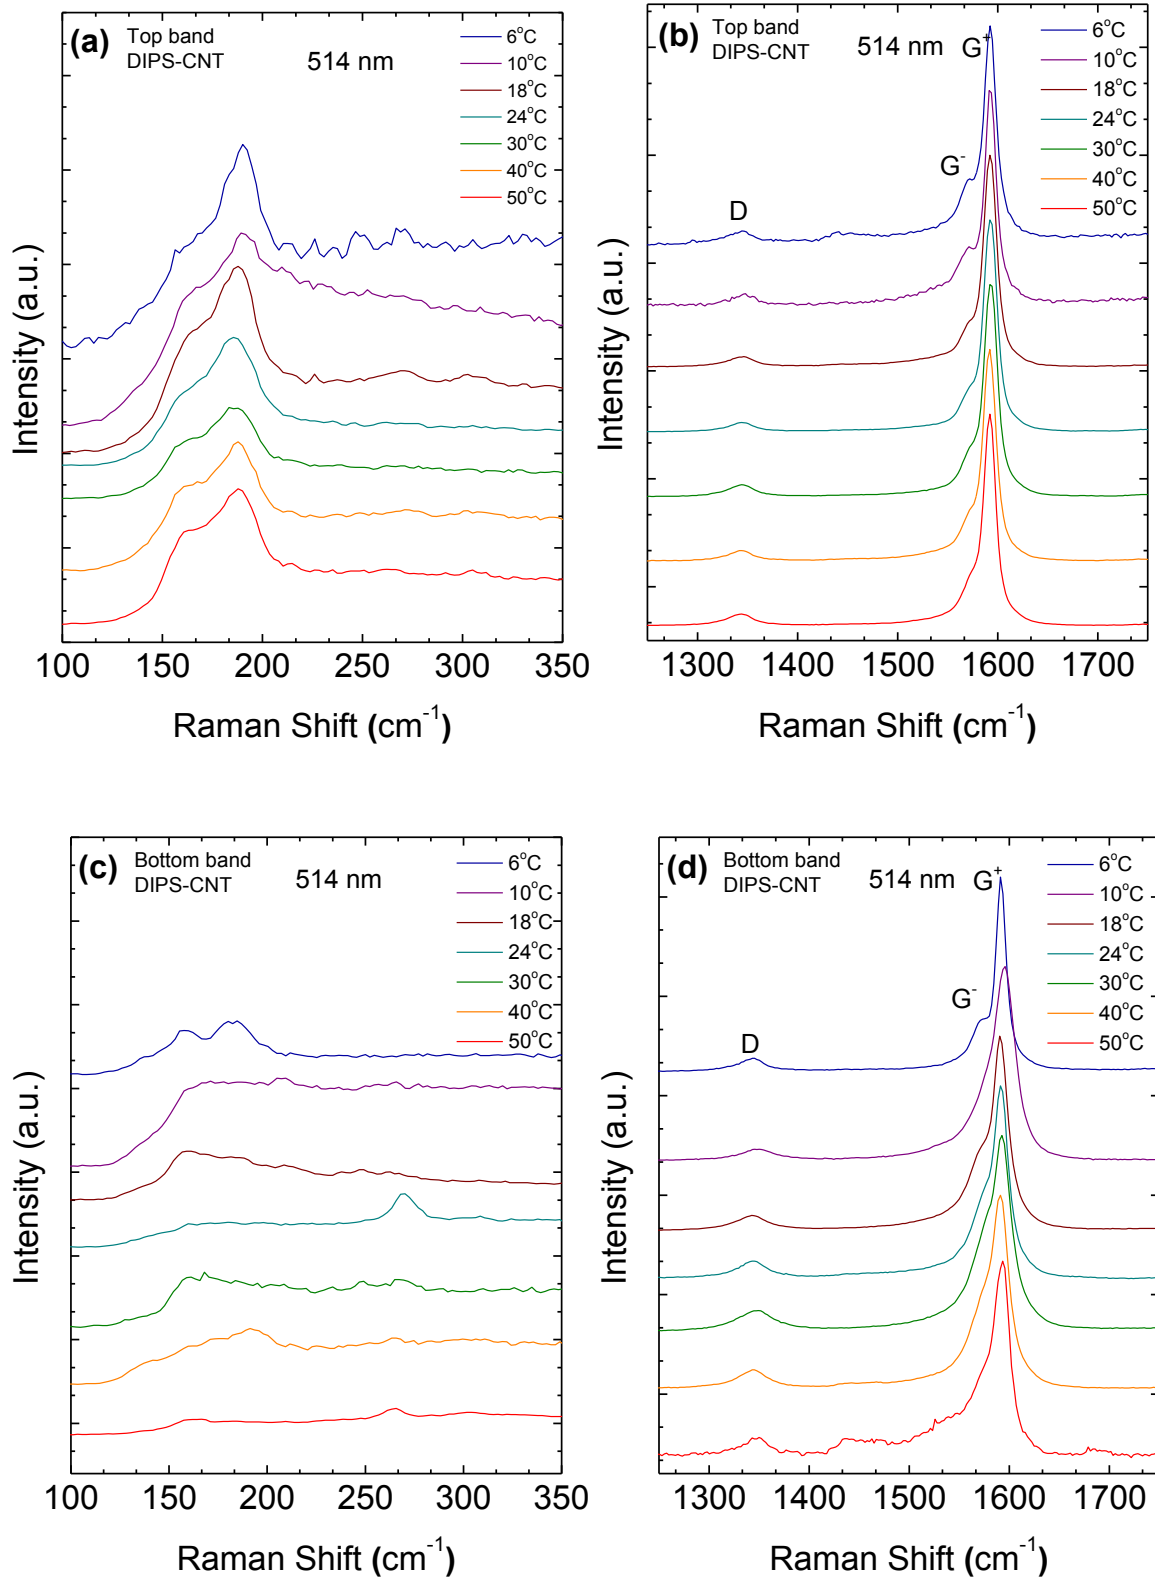 (a) Top band
DIPS-CNT
514 nm
6°C
10°C
18°C
24°C
30°C
40°C
50°C
Intensity (a.u.)
100 150 200 250 300 350
Raman Shift (cm⁻¹)
(b) Top band
DIPS-CNT
514 nm
G⁺
G⁻
D
6°C
10°C
18°C
24°C
30°C
40°C
50°C
Intensity (a.u.)
1300 1400 1500 1600 1700
Raman Shift (cm⁻¹)
(c) Bottom band
DIPS-CNT
514 nm
6°C
10°C
18°C
24°C
30°C
40°C
50°C
Intensity (a.u.)
100 150 200 250 300 350
Raman Shift (cm⁻¹)
(d) Bottom band
DIPS-CNT
514 nm
G⁺
G⁻
D
6°C
10°C
18°C
24°C
30°C
40°C
50°C
Intensity (a.u.)
1300 1400 1500 1600 1700
Raman Shift (cm⁻¹)